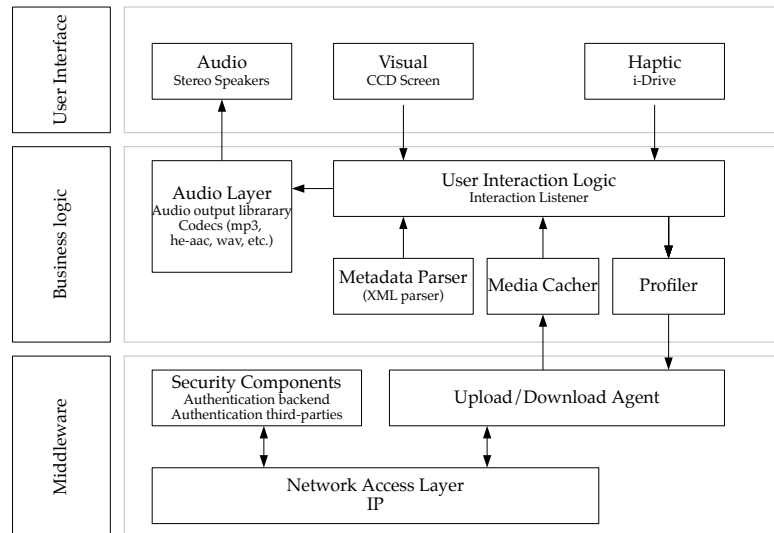 User Interface
Audio
Stereo Speakers
Visual
CCD Screen
Haptic
i-Drive
Business logic
Audio Layer
Audio output librarary
Codecs (mp3,
he-aac, wav, etc.)
User Interaction Logic
Interaction Listener
Metadata Parser
(XML parser)
Media Cacher
Profiler
Middleware
Security Components
Authentication backend
Authentication third-parties
Upload/Download Agent
Network Access Layer
IP